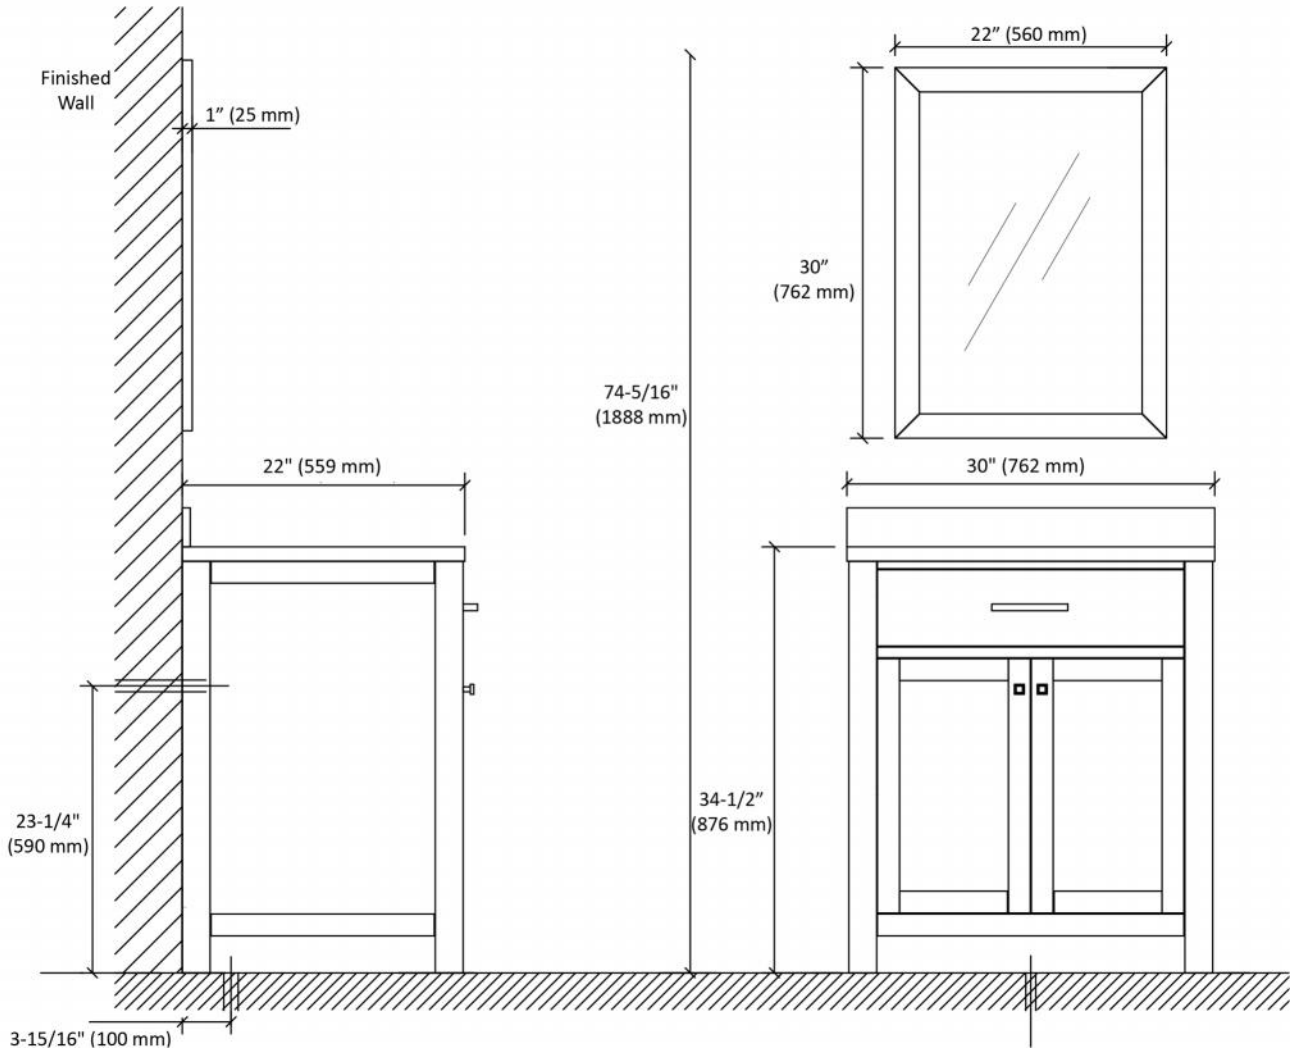 22” (560 mm)
Finished
Wall
1” (25 mm)
30”
(762 mm)
74-5/16"
(1888 mm)
22" (559 mm)
30" (762 mm)
34-1/2”
(876 mm)
23-1/4"
(590 mm)
3-15/16" (100 mm)